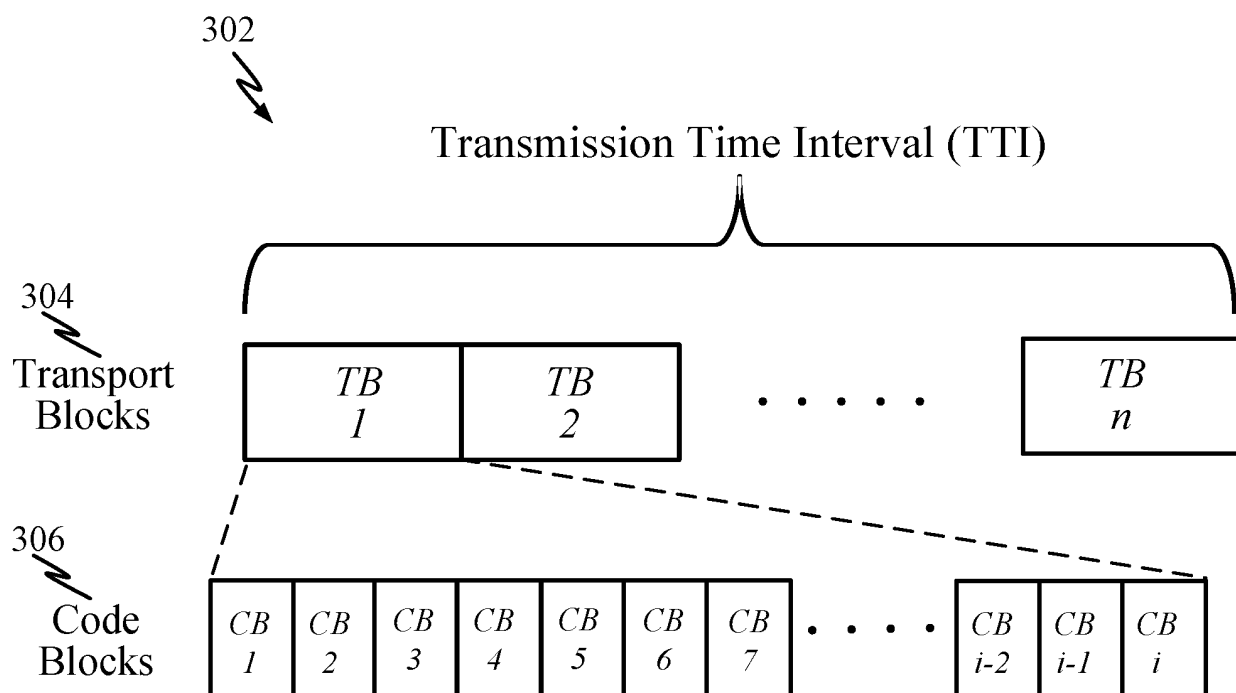 302
Transmission Time Interval (TTI)
304
Transport
Blocks
TB TB TB
1 2 . . . . . n
306
Code
Blocks
CB CB CB CB CB CB CB CB CB CB
1 2 3 4 5 6 7 . . . . i-2 i-1 i